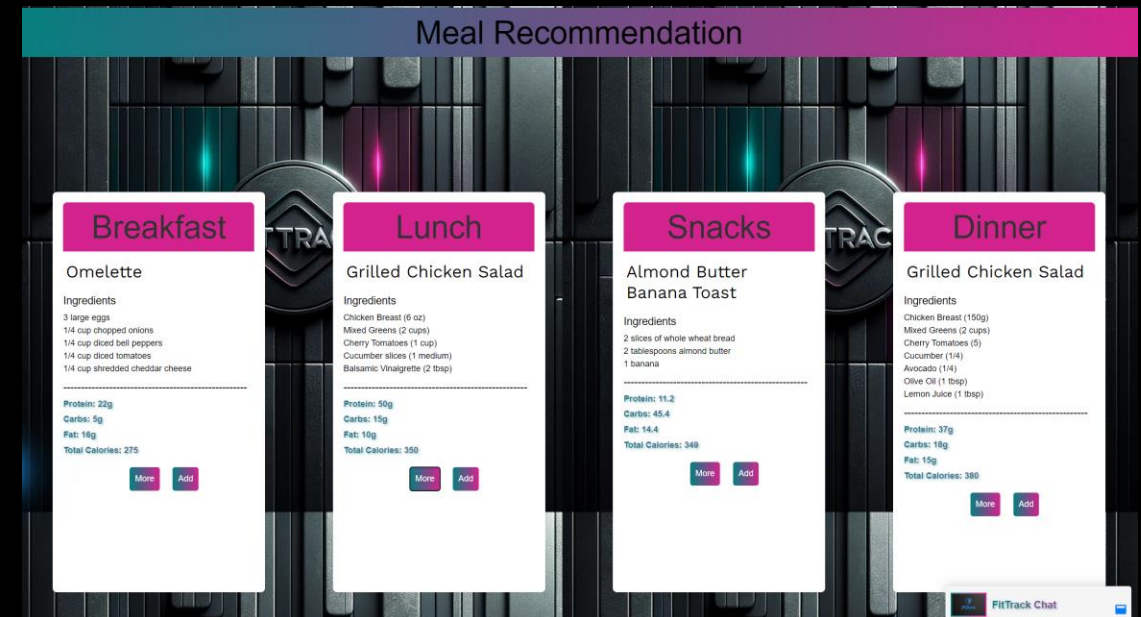 Meal Recommendation
Breakfast
Omelette
Ingredients
3 large eggs
1/4 cup chopped onions
1/4 cup diced bell peppers
1/4 cup diced tomatoes
1/4 cup shredded cheddar cheese
Protein: 22g
Carbs: 5g
Fat: 16g
Total Calories: 275
More Add
TRA
Lunch
Grilled Chicken Salad
Ingredients
Chicken Breast (6 oz)
Mixed Greens (2 cups)
Cherry Tomatoes (1 cup)
Cucumber slices (1 medium)
Balsamic Vinaigrette (2 tbsp)
Protein: 50g
Carbs: 15g
Fat: 10g
Total Calories: 350
More Add
Snacks
Almond Butter
Banana Toast
Ingredients
2 slices of whole wheat bread
2 tablespoons almond butter
1 banana
Protein: 11.2
Carbs: 45.4
Fat: 14.4
Total Calories: 349
More Add
TRAC
Dinner
Grilled Chicken Salad
Ingredients
Chicken Breast (150g)
Mixed Greens (2 cups)
Cherry Tomatoes (5)
Cucumber (1/4)
Avocado (1/4)
Olive Oil (1 tbsp)
Lemon Juice (1 tbsp)
Protein: 37g
Carbs: 18g
Fat: 15g
Total Calories: 380
More Add
FitTrack Chat